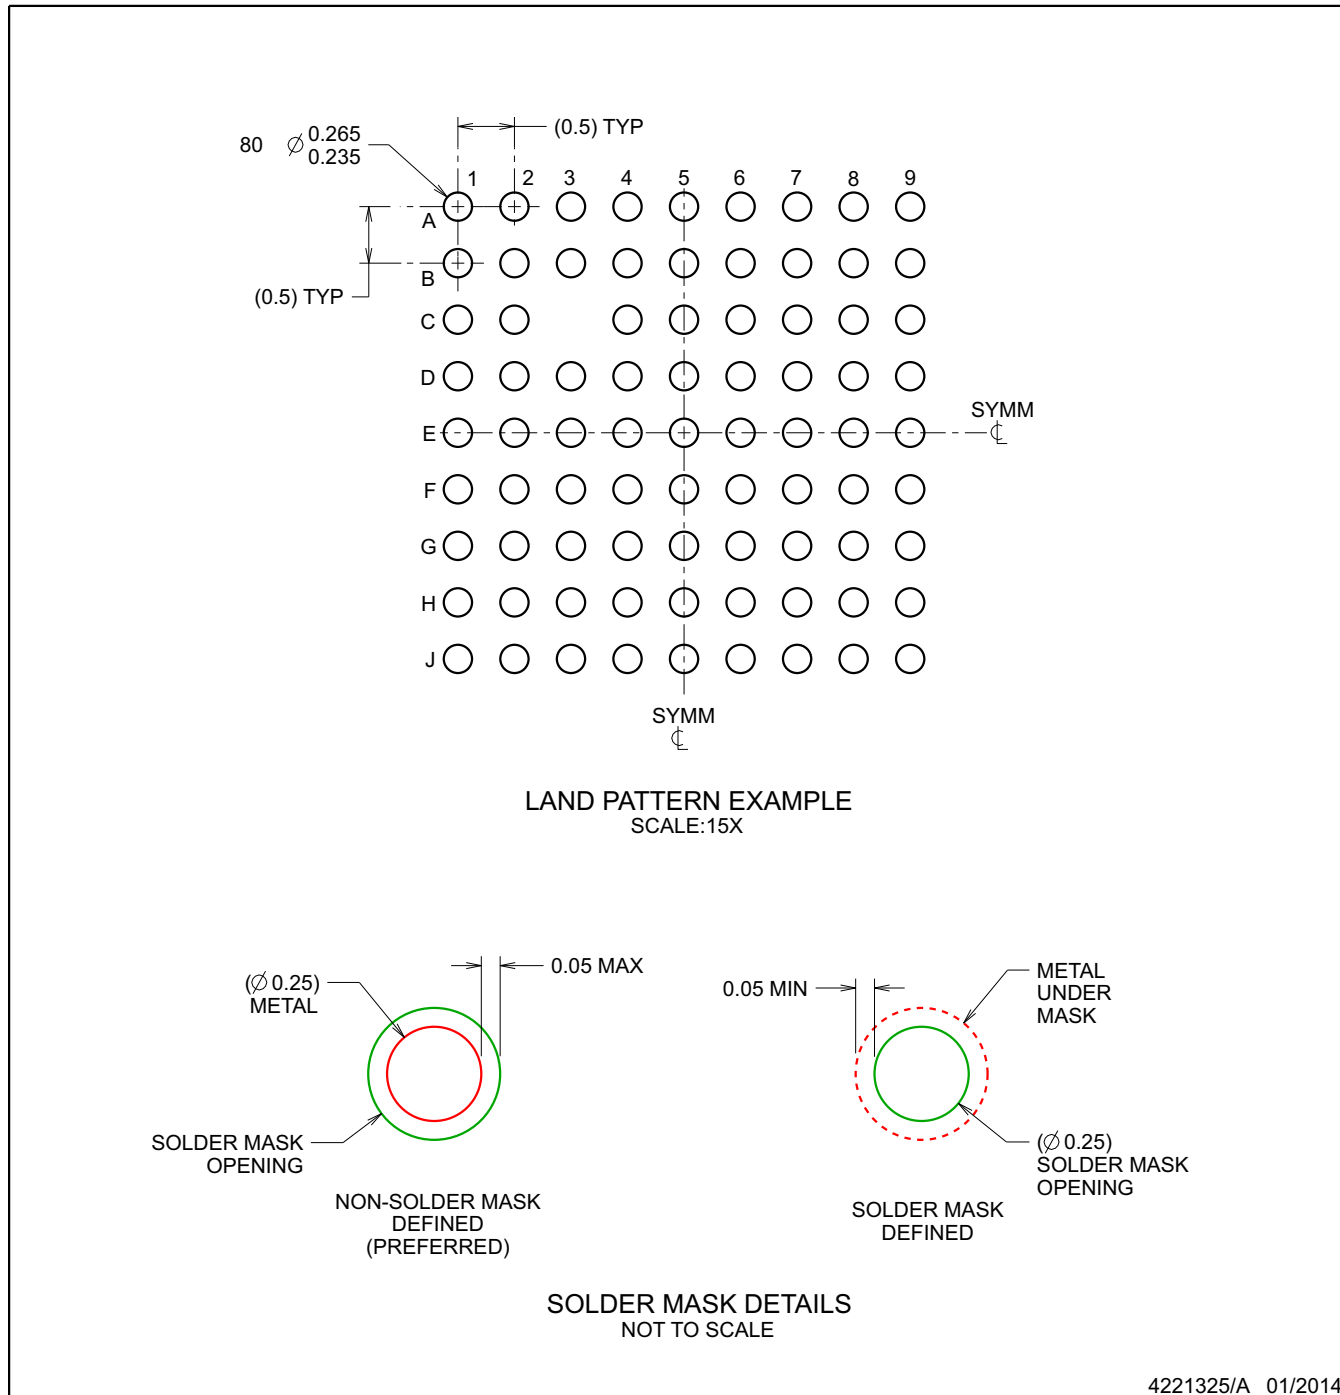 (0.5) TYP
80 ∅ 0.265
0.235
1 2 3 4 5 6 7 8 9
A
B
(0.5) TYP
C
D
SYMM
E
F
G
H
J
SYMM
LAND PATTERN EXAMPLE
SCALE:15X
(∅ 0.25)
METAL
0.05 MAX
SOLDER MASK
OPENING
NON-SOLDER MASK
DEFINED
(PREFERRED)
0.05 MIN
METAL
UNDER
MASK
(∅ 0.25)
SOLDER MASK
OPENING
SOLDER MASK
DEFINED
SOLDER MASK DETAILS
NOT TO SCALE
4221325/A 01/2014